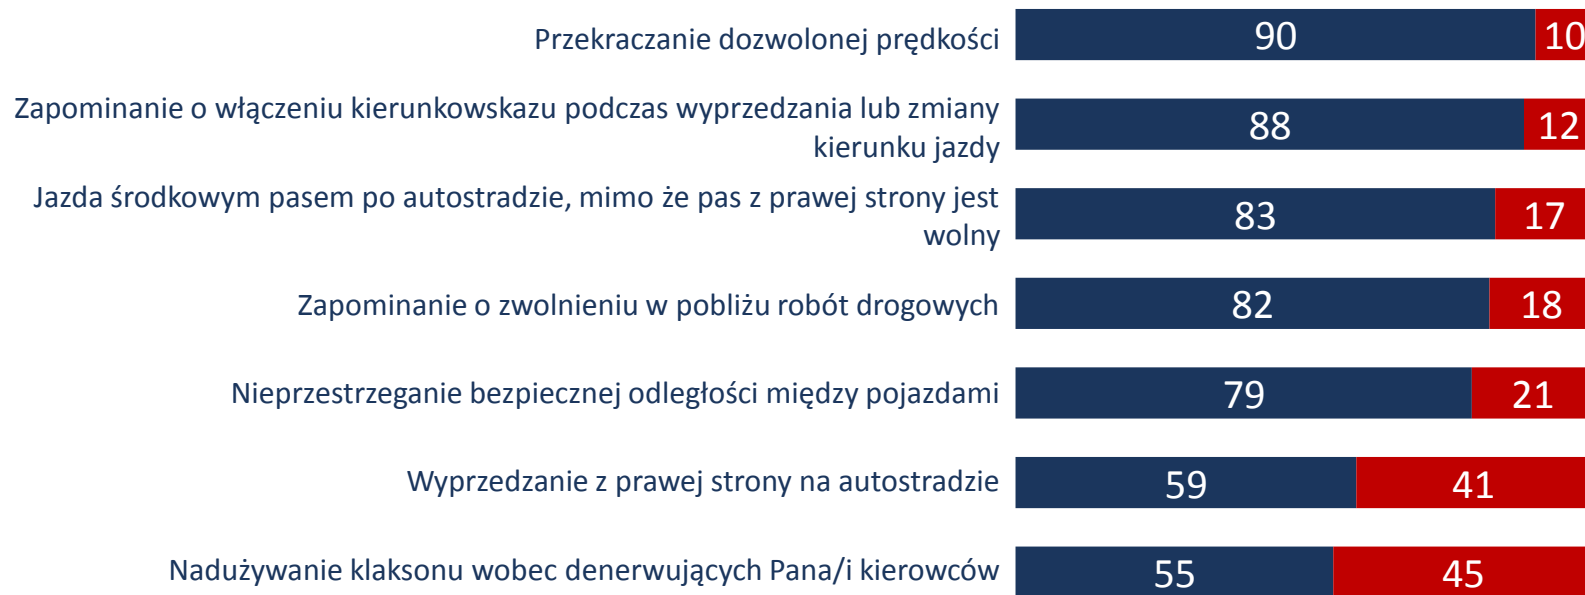 Przekraczanie dozwolonej prędkości 90 10
Zapominanie o włączeniu kierunkowskazu podczas wyprzedzania lub zmiany
kierunku jazdy 88 12
Jazda środkowym pasem po autostradzie, mimo że pas z prawej strony jest
wolny 83 17
Zapominanie o zwolnieniu w pobliżu robót drogowych 82 18
Nieprzestrzeganie bezpiecznej odległości między pojazdami 79 21
Wyprzedzanie z prawej strony na autostradzie 59 41
Nadużywanie klaksonu wobec denerwujących Pana/i kierowców 55 45